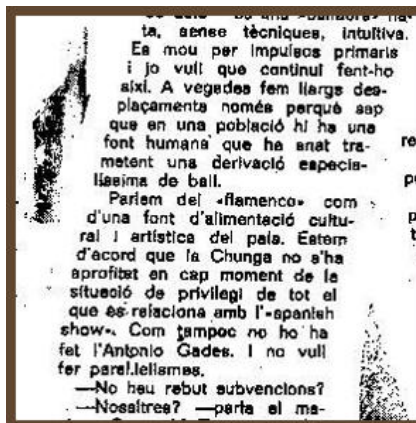 ta, sense tècniques, intuïtiva.
Es mou per impulsos primaris
i jo vull que continuï fent-ho
així. A vegades fem llargs des-
plaçaments només perquè sap
que en una població hi ha una
font humana que ha anat tra-
metent una derivació especia-
líssima de ball.
Parlem del «flamenco» com
d'una font d'alimentació cultu-
ral i artística del país. Estem
d'acord que la Chunga no s'ha
aprofitat en cap moment de la
situació de privilegi de tot el
que es relaciona amb l'«spanish
show». Com tampoc no ho ha
fet l'Antonio Gades. I no vull
fer paral.lelismes.
—No heu rebut subvencions?
—Nosaltres? —parla el ma-